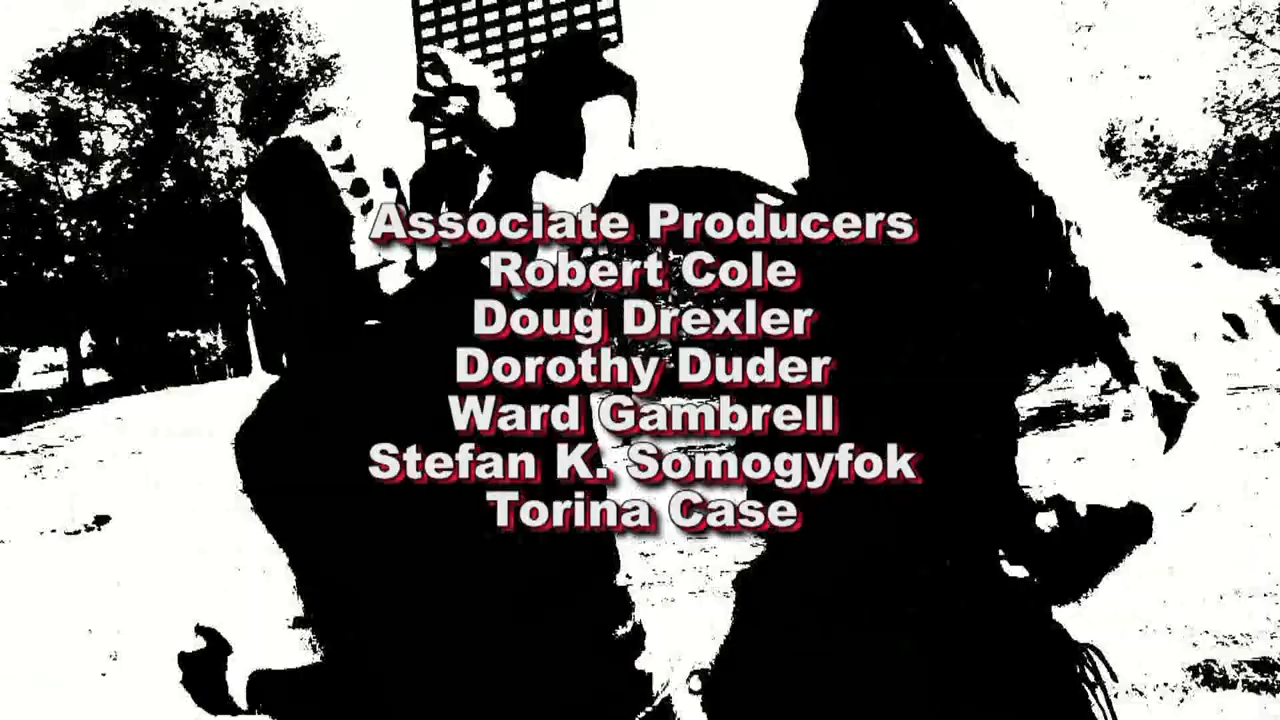 Associate Producers
Robert Cole
Doug Drexler
Dorothy Duder
Ward Gambrell
Stefan K. Somogyfok
Torina Case